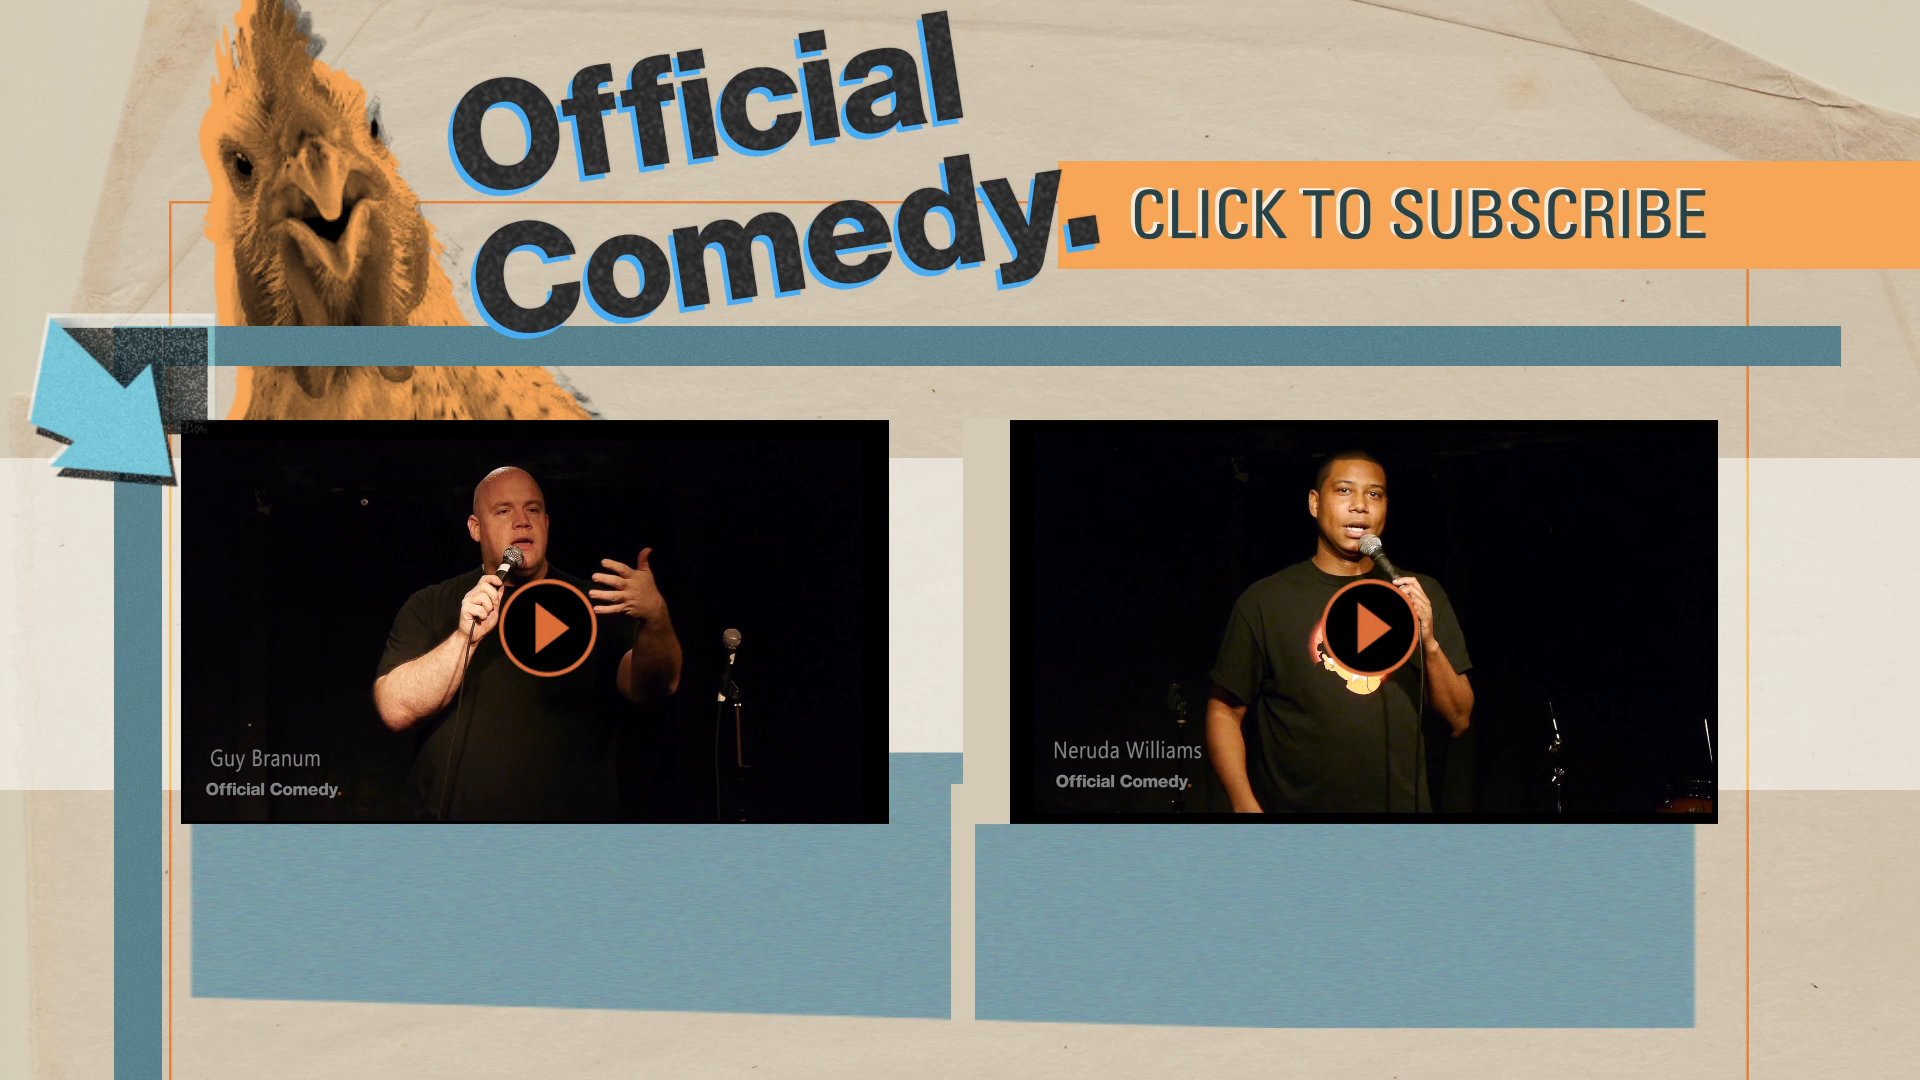 Official
Comedy.
CLICK TO SUBSCRIBE
Guy Branum
Official Comedy.
Neruda Williams
Official Comedy.